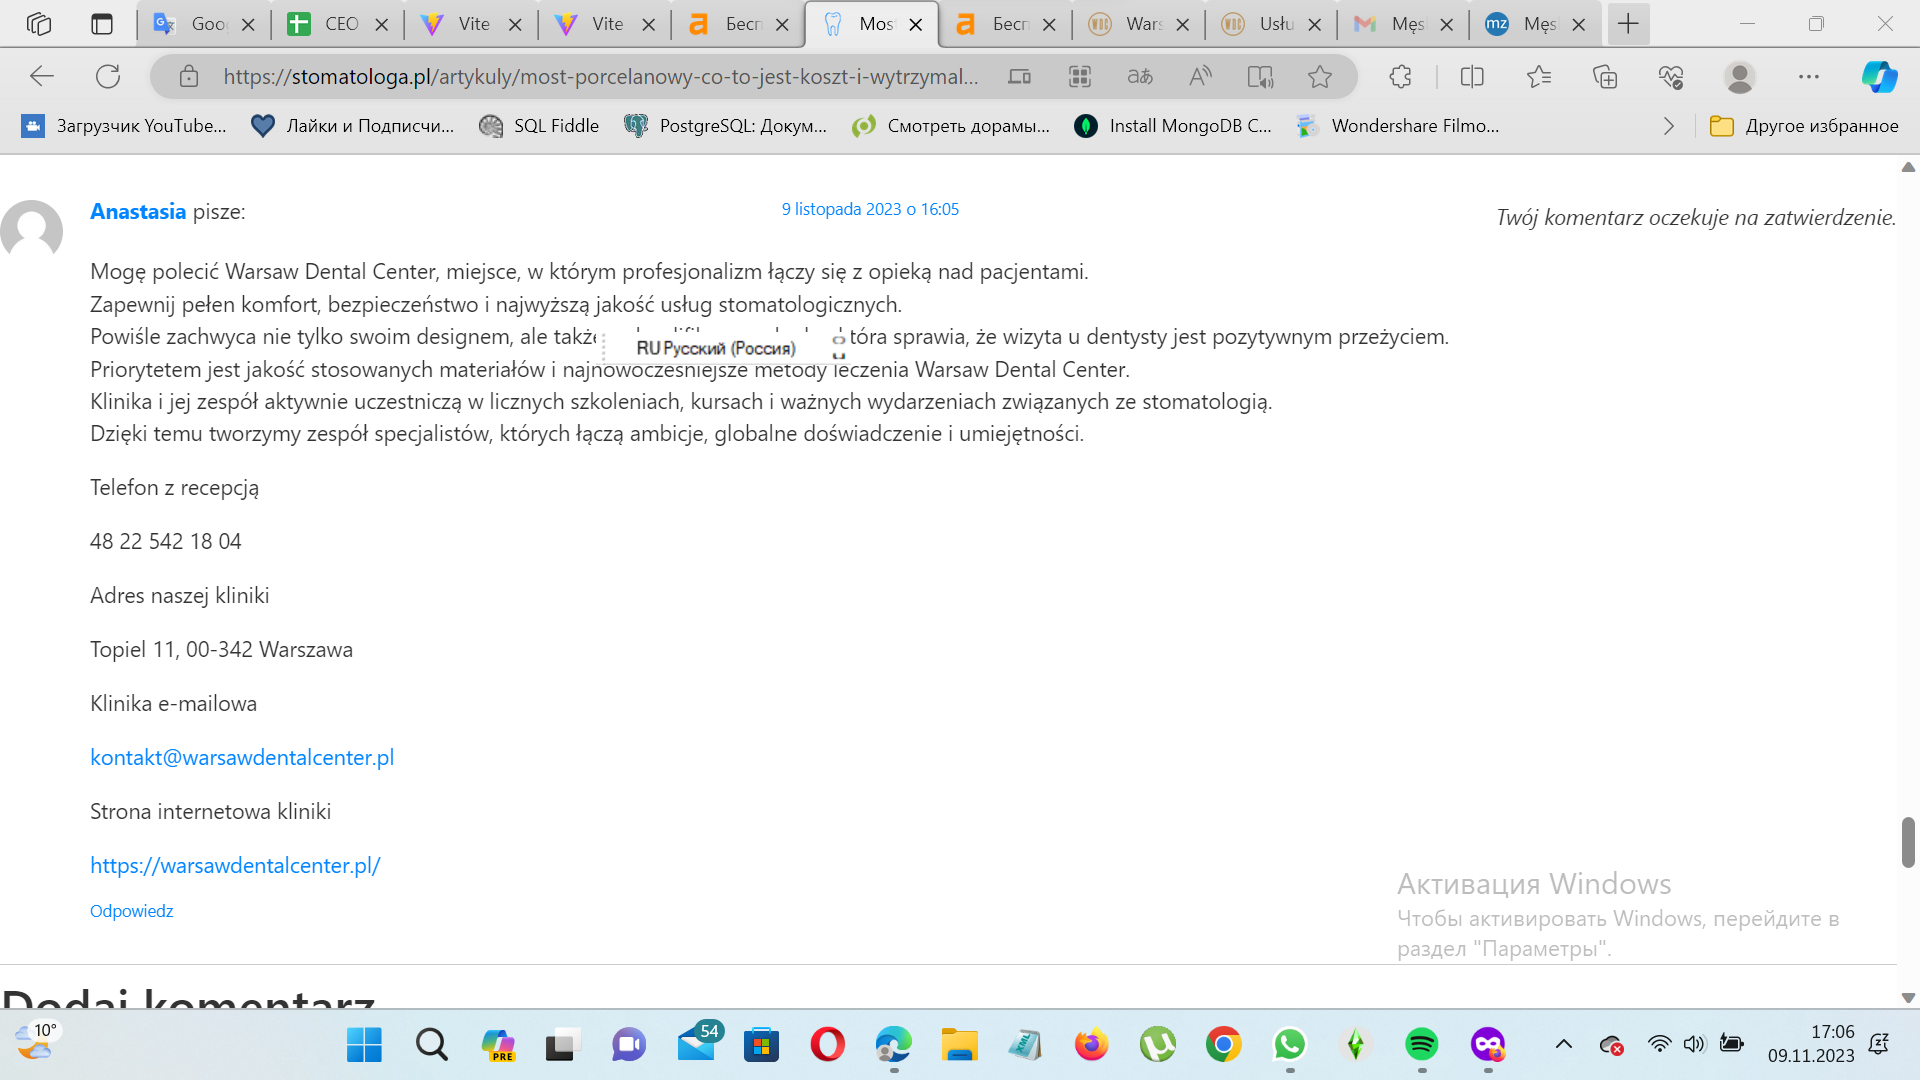 Goo
CEO
Vite
Vite
Бесп
Most
Бесп
Wars
Usłu
Męs
mz Męs
https://stomatologa.pl/artykuly/most-porcelanowy-co-to-jest-koszt-i-wytrzymal...
Загрузчик YouTube...
Лайки и Подписчи...
SQL Fiddle
PostgreSQL: Докум...
Смотреть дорамы...
Install MongoDB C...
Wondershare Filmo...
Другое избранное
Anastasia pisze:
9 listopada 2023 o 16:05
Twój komentarz oczekuje na zatwierdzenie.
Mogę polecić Warsaw Dental Center, miejsce, w którym profesjonalizm łączy się z opieką nad pacjentami.
Zapewnij pełen komfort, bezpieczeństwo i najwyższą jakość usług stomatologicznych.
Powiśle zachwyca nie tylko swoim designem, ale także która sprawia, że wizyta u dentysty jest pozytywnym przeżyciem.
RU Русский (Россия)
Priorytetem jest jakość stosowanych materiałów i najnowocześniejsze metody leczenia Warsaw Dental Center.
Klinika i jej zespół aktywnie uczestniczą w licznych szkoleniach, kursach i ważnych wydarzeniach związanych ze stomatologią.
Dzięki temu tworzymy zespół specjalistów, których łączą ambicje, globalne doświadczenie i umiejętności.
Telefon z recepcją
48 22 542 18 04
Adres naszej kliniki
Topiel 11, 00-342 Warszawa
Klinika e-mailowa
kontakt@warsawdentalcenter.pl
Strona internetowa kliniki
https://warsawdentalcenter.pl/
Odpowiedz
Активация Windows
Чтобы активировать Windows, перейдите в
раздел "Параметры".
Dodaj komentarz
10°
PRE
54
17:06
09.11.2023